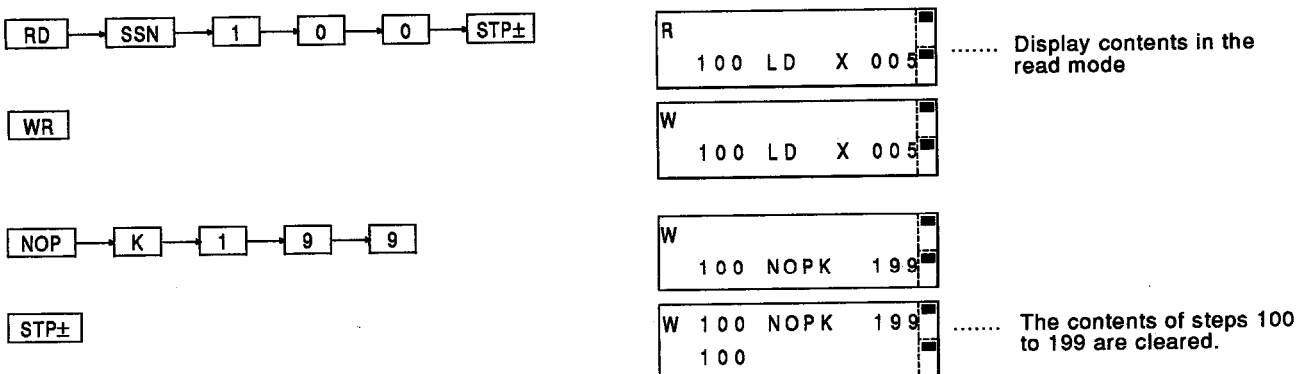 RD SSN 1 0 0 STP±
R
100 LD X 005
....... Display contents in the
read mode
WR
W
100 LD X 005
NOP K 1 9 9
W
100 NOPK 199
STP±
W 100 NOPK 199
100
....... The contents of steps 100
to 199 are cleared.